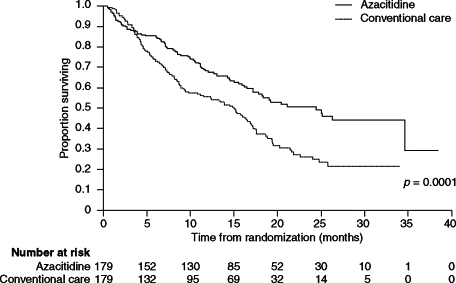 Azacitidine
Conventional care
Proportion surviving
1.0
0.9
0.8
0.7
0.6
0.5
0.4
0.3
0.2
0.1
0
p = 0.0001
0 5 10 15 20 25 30 35 40
Time from randomization (months)
Number at risk
Azacitidine 179 152 130 85 52 30 10 1 0
Conventional care 179 132 95 69 32 14 5 0 0